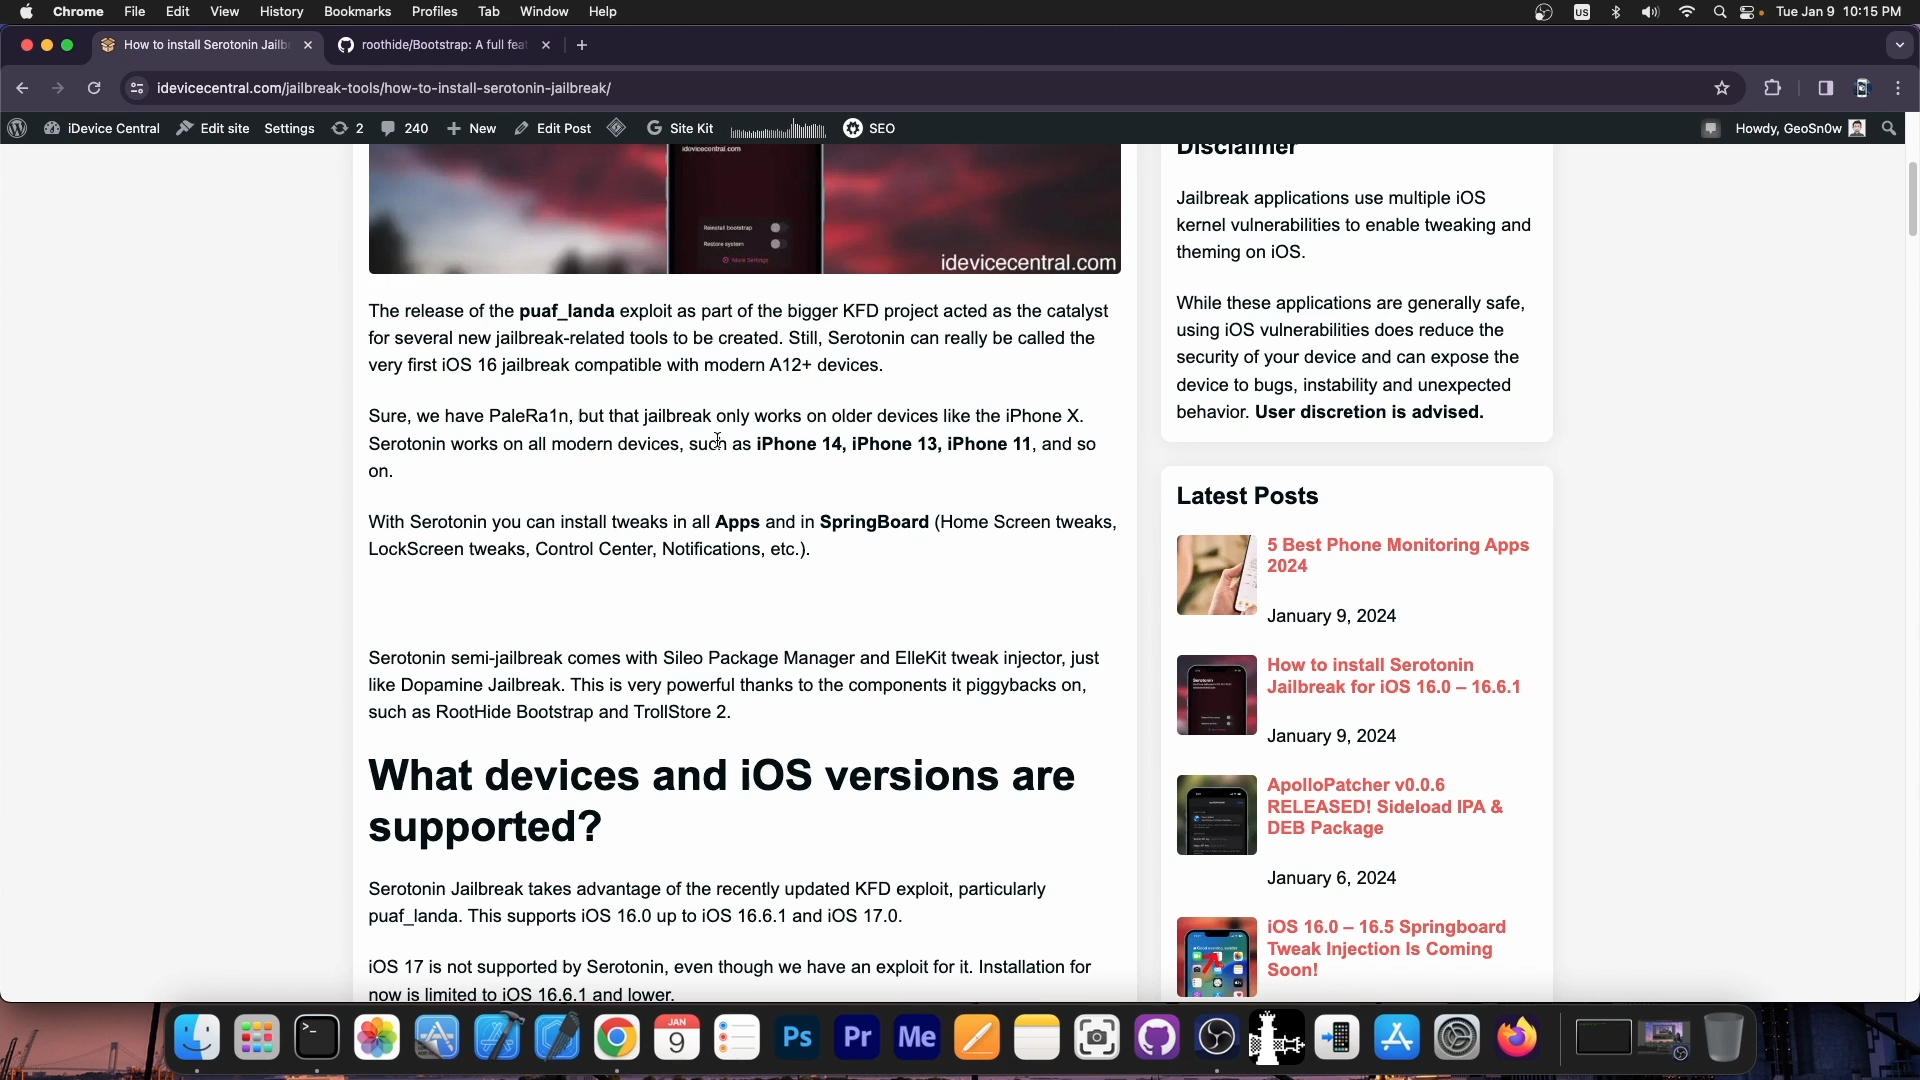 Chrome File Edit View History Bookmarks Profiles Tab Window Help US Tue Jan 9 10:15 PM
How to install Serotonin Jailb roothide/Bootstrap: A full feat
idevicecentral.com/jailbreak-tools/how-to-install-serotonin-jailbreak/
iDevice Central Edit site Settings 2 240 New Edit Post Site Kit SEO Howdy, GeoSn0w
idevicecentral.com
Reinstall bootstrap
Restore system
More Settings
idevicecentral.com
The release of the puaf_landa exploit as part of the bigger KFD project acted as the catalyst
for several new jailbreak-related tools to be created. Still, Serotonin can really be called the
very first iOS 16 jailbreak compatible with modern A12+ devices.
Sure, we have PaleRa1n, but that jailbreak only works on older devices like the iPhone X.
Serotonin works on all modern devices, such as iPhone 14, iPhone 13, iPhone 11, and so
on.
With Serotonin you can install tweaks in all Apps and in SpringBoard (Home Screen tweaks,
LockScreen tweaks, Control Center, Notifications, etc.).
Serotonin semi-jailbreak comes with Sileo Package Manager and ElleKit tweak injector, just
like Dopamine Jailbreak. This is very powerful thanks to the components it piggybacks on,
such as RootHide Bootstrap and TrollStore 2.
What devices and iOS versions are
supported?
Serotonin Jailbreak takes advantage of the recently updated KFD exploit, particularly
puaf_landa. This supports iOS 16.0 up to iOS 16.6.1 and iOS 17.0.
iOS 17 is not supported by Serotonin, even though we have an exploit for it. Installation for
now is limited to iOS 16.6.1 and lower.
Disclaimer
Jailbreak applications use multiple iOS
kernel vulnerabilities to enable tweaking and
theming on iOS.
While these applications are generally safe,
using iOS vulnerabilities does reduce the
security of your device and can expose the
device to bugs, instability and unexpected
behavior. User discretion is advised.
Latest Posts
5 Best Phone Monitoring Apps
2024
January 9, 2024
How to install Serotonin
Jailbreak for iOS 16.0 – 16.6.1
January 9, 2024
ApolloPatcher v0.0.6
RELEASED! Sideload IPA &
DEB Package
January 6, 2024
iOS 16.0 – 16.5 Springboard
Tweak Injection Is Coming
Soon!
JAN
9
Ps Pr Me